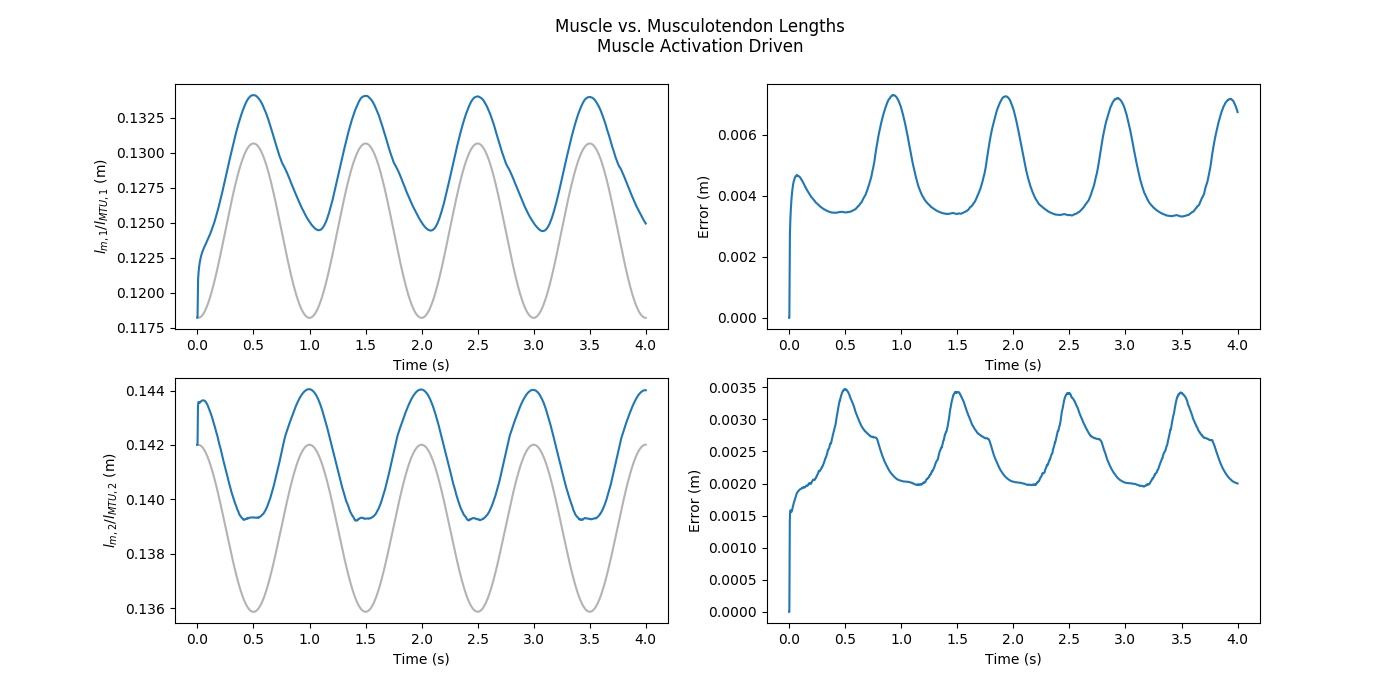 Muscle vs. Musculotendon Lengths
Muscle Activation Driven
l_{m,1}/l_{MTU,1} (m)
0.1325
0.1300
0.1275
0.1250
0.1225
0.1200
0.1175
0.0 0.5 1.0 1.5 2.0 2.5 3.0 3.5 4.0
Time (s)
Error (m)
0.006
0.004
0.002
0.000
0.0 0.5 1.0 1.5 2.0 2.5 3.0 3.5 4.0
Time (s)
l_{m,2}/l_{MTU,2} (m)
0.144
0.142
0.140
0.138
0.136
0.0 0.5 1.0 1.5 2.0 2.5 3.0 3.5 4.0
Time (s)
Error (m)
0.0035
0.0030
0.0025
0.0020
0.0015
0.0010
0.0005
0.0000
0.0 0.5 1.0 1.5 2.0 2.5 3.0 3.5 4.0
Time (s)